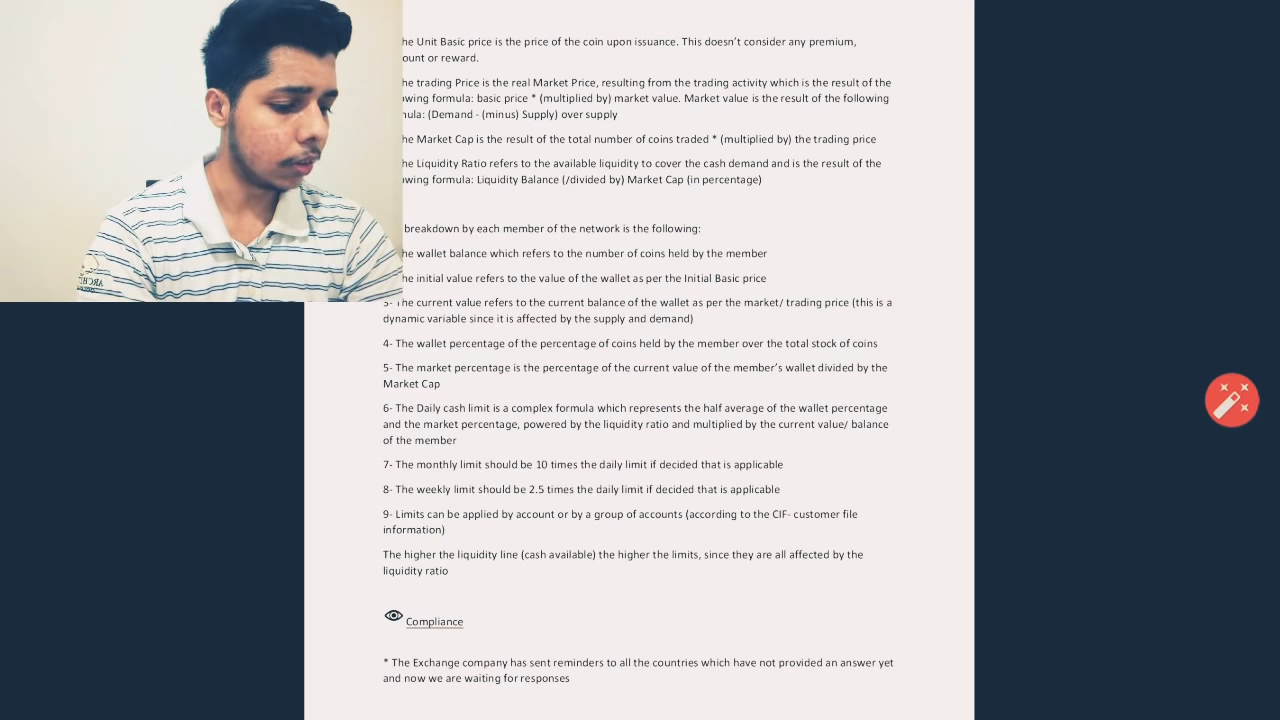 he Unit Basic price is the price of the coin upon issuance. This doesn't consider any premium,
ount or reward.
he trading Price is the real Market Price, resulting from the trading activity which is the result of the
owing formula: basic price * (multiplied by) market value. Market value is the result of the following
nula: (Demand - (minus) Supply) over supply
he Market Cap is the result of the total number of coins traded * (multiplied by) the trading price
he Liquidity Ratio refers to the available liquidity to cover the cash demand and is the result of the
owing formula: Liquidity Balance (/divided by) Market Cap (in percentage)
breakdown by each member of the network is the following:
he wallet balance which refers to the number of coins held by the member
he initial value refers to the value of the wallet as per the Initial Basic price
3- The current value refers to the current balance of the wallet as per the market/ trading price (this is a
dynamic variable since it is affected by the supply and demand)
4- The wallet percentage of the percentage of coins held by the member over the total stock of coins
5- The market percentage is the percentage of the current value of the member's wallet divided by the
Market Cap
6- The Daily cash limit is a complex formula which represents the half average of the wallet percentage
and the market percentage, powered by the liquidity ratio and multiplied by the current value/ balance
of the member
7- The monthly limit should be 10 times the daily limit if decided that is applicable
8- The weekly limit should be 2.5 times the daily limit if decided that is applicable
9- Limits can be applied by account or by a group of accounts (according to the CIF- customer file
information)
The higher the liquidity line (cash available) the higher the limits, since they are all affected by the
liquidity ratio
Compliance
* The Exchange company has sent reminders to all the countries which have not provided an answer yet
and now we are waiting for responses